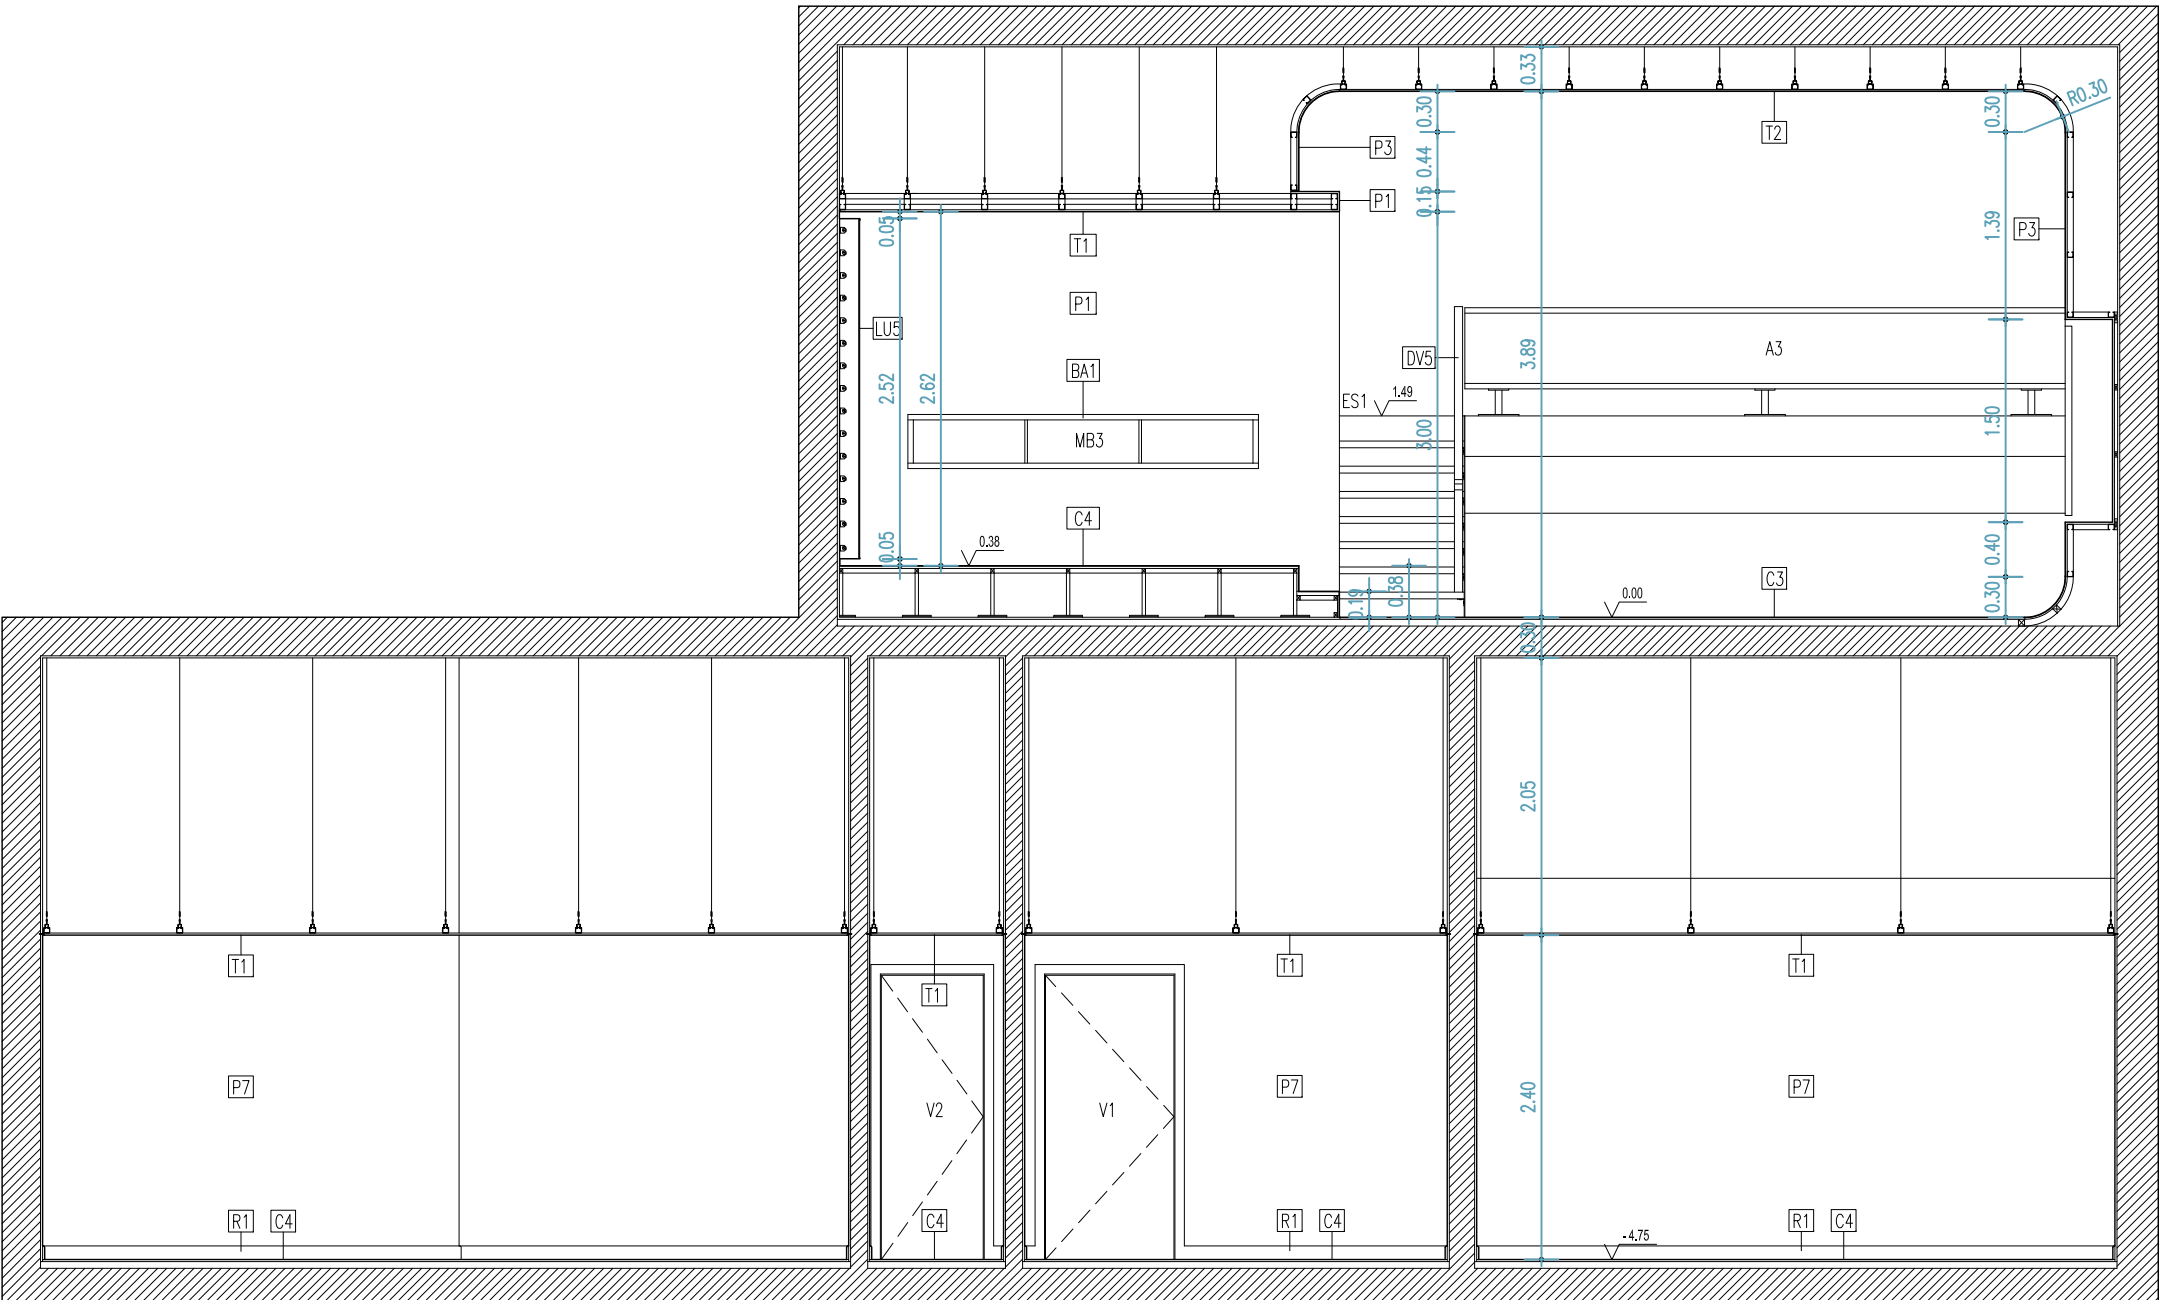 0.33
R0.30
0.30
0.30
T2
P3
0.44
0.15
P1
0.05
1.39
P3
T1
P1
LU5
A3
DV5
3.89
BA1
2.52
2.62
ES1
1.49
MB3
3.00
1.50
C4
0.38
0.05
0.40
C3
0.38
0.19
0.30
0.00
0.30
2.05
T1
T1
T1
T1
P7
P7
P7
2.40
V2
V1
R1
C4
C4
R1
C4
R1
C4
-4.75